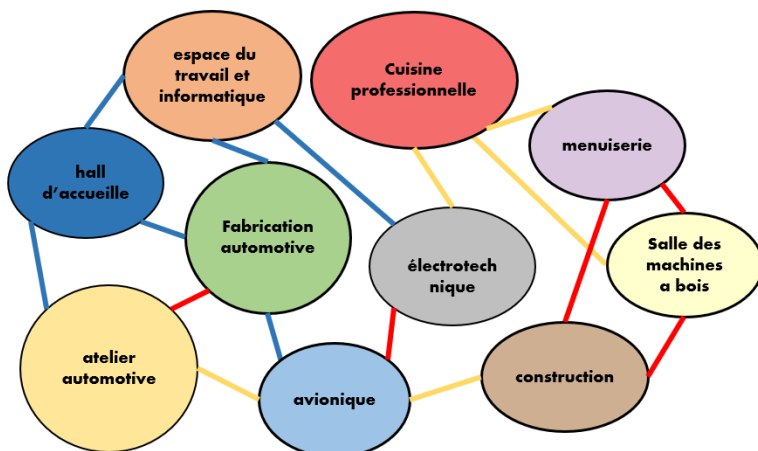 espace du
travail et
informatique
Cuisine
professionnelle
menuiserie
hall
d'accueille
Fabrication
automotive
électrotech
nique
Salle des
machines
a bois
atelier
automotive
avionique
construction